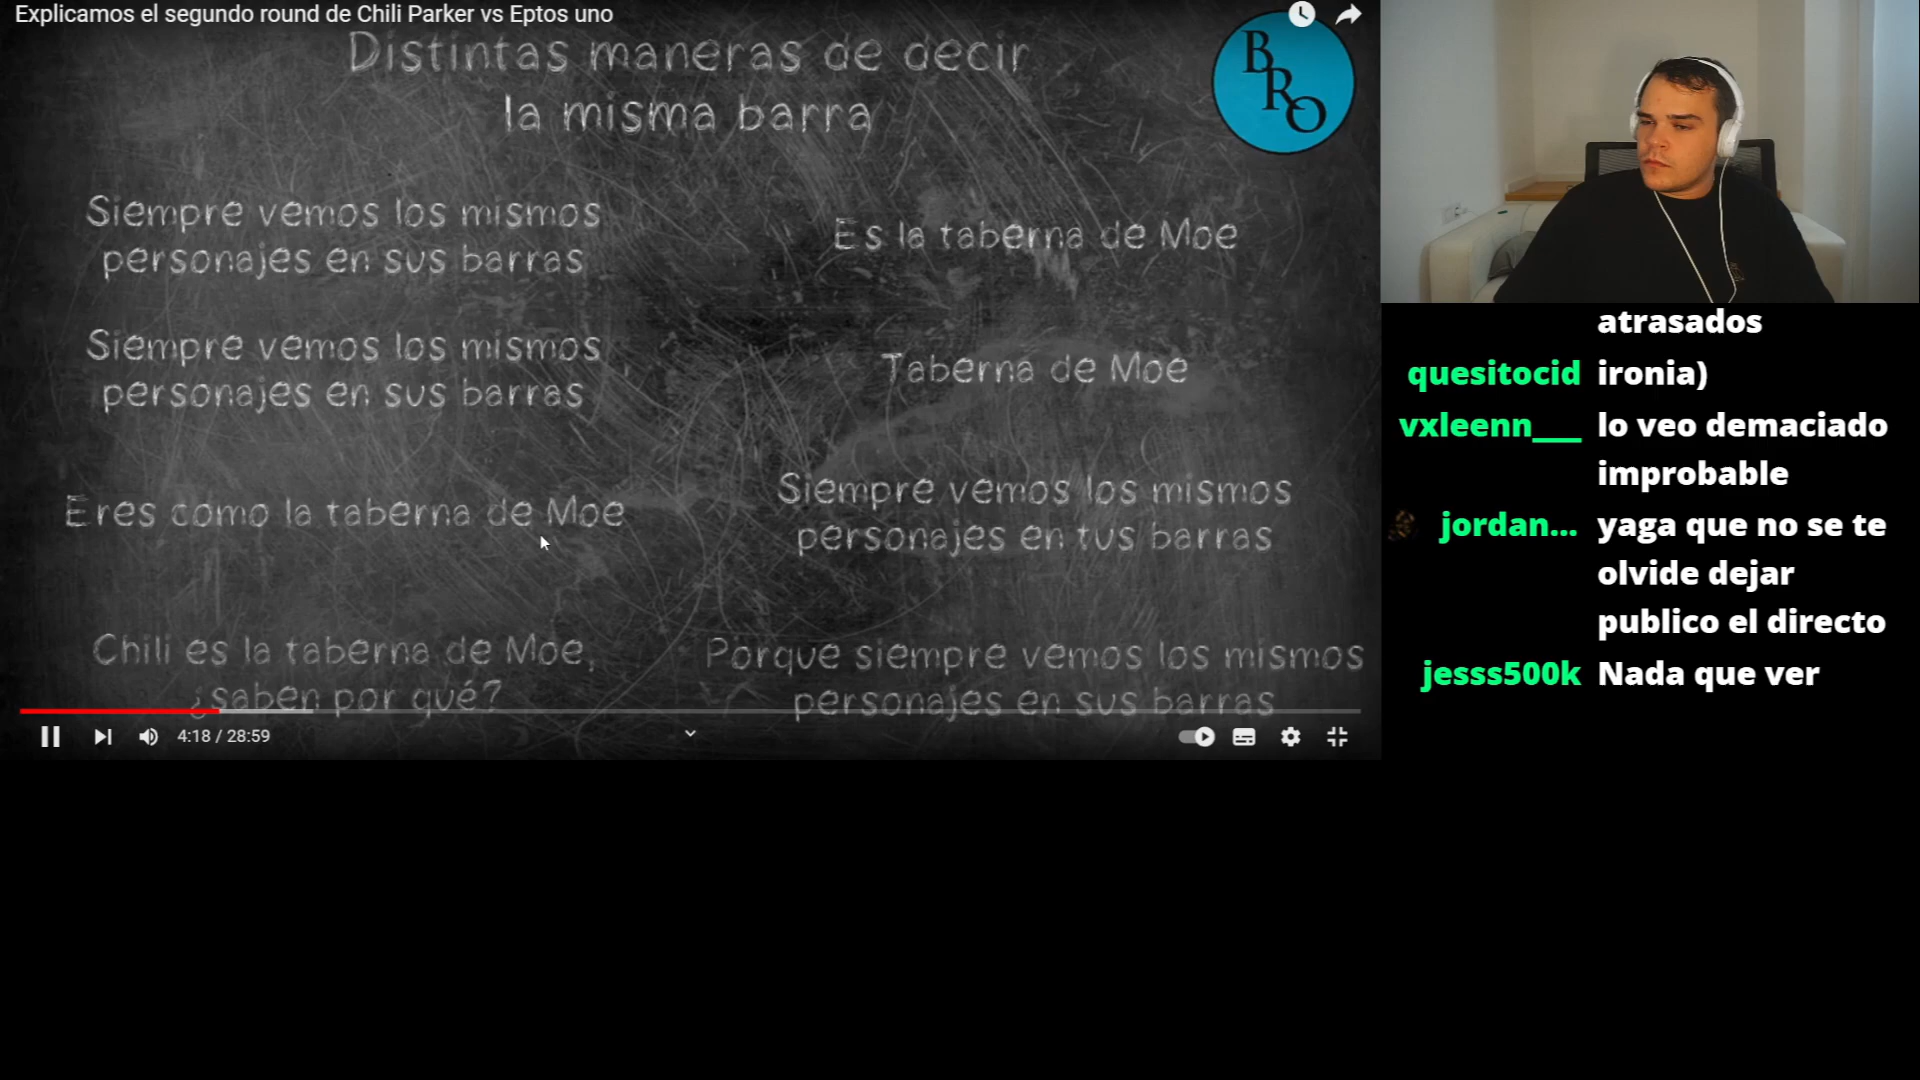 Explicamos el segundo round de Chili Parker vs Eptos uno
Distintas maneras de decir
la misma barra
BRO
Siempre vemos los mismos
personajes en sus barras
Es la taberna de Moe
Siempre vemos los mismos
personajes en sus barras
Taberna de Moe
Eres como la taberna de Moe
Siempre vemos los mismos
personajes en tus barras
Chili es la taberna de Moe,
¿saben por qué?
Porque siempre vemos los mismos
personajes en sus barras
4:18 / 28:59
atrasados
quesitocid ironia)
vxleenn___ lo veo demaciado
improbable
jordan... yaga que no se te
olvide dejar
publico el directo
jesss500k Nada que ver